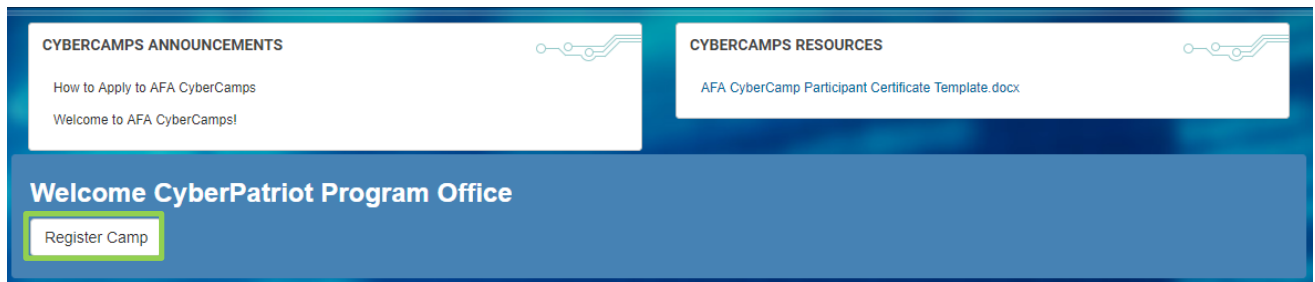 CYBERCAMPS ANNOUNCEMENTS
How to Apply to AFA CyberCamps
Welcome to AFA CyberCamps!
CYBERCAMPS RESOURCES
AFA CyberCamp Participant Certificate Template.docx
Welcome CyberPatriot Program Office
Register Camp